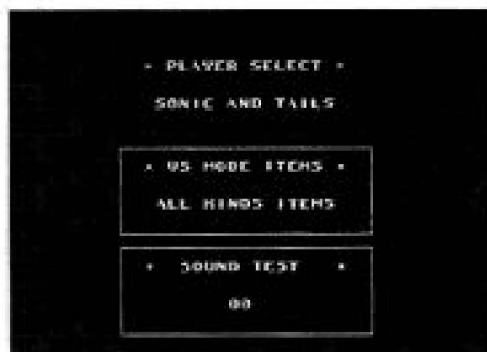 * PLAYER SELECT *
SONIC AND TAILS
* VS MODE ITEMS *
ALL KINDS ITEMS
* SOUND TEST *
00